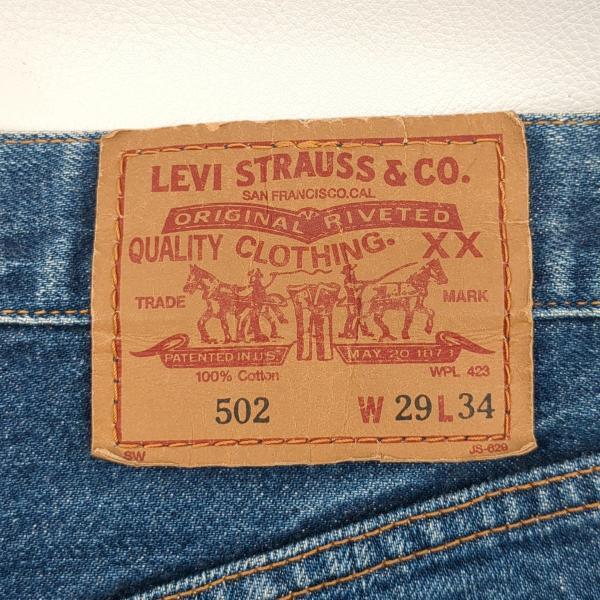 LEVI STRAUSS & CO.
SAN FRANCISCO.CAL
ORIGINAL RIVETED
QUALITY CLOTHING. XX
TRADE MARK
PATENTED IN U.S. MAY 20 1873
100% Cotton WPL 423
502 W 29 L 34
SW JS-629